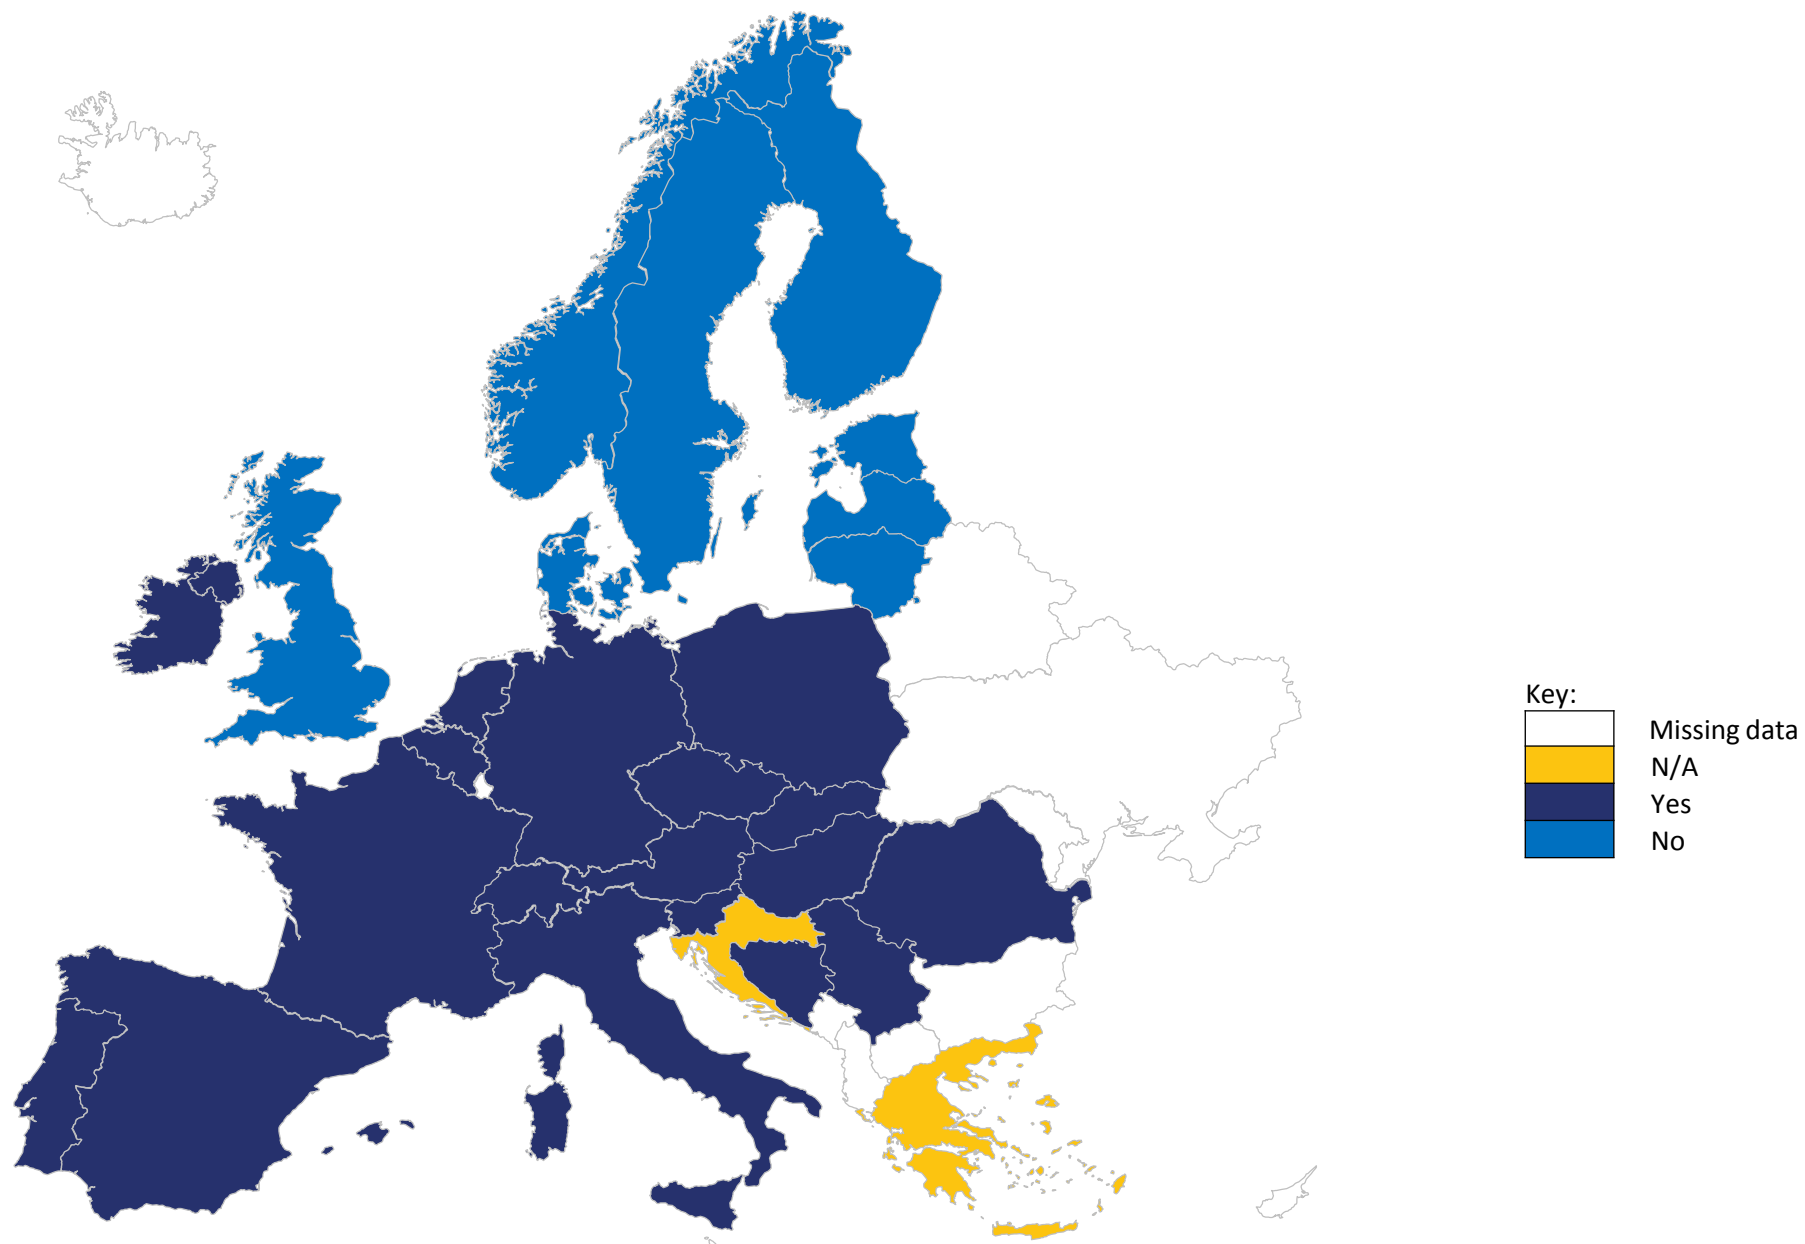 Key:
Missing data
N/A
Yes
No